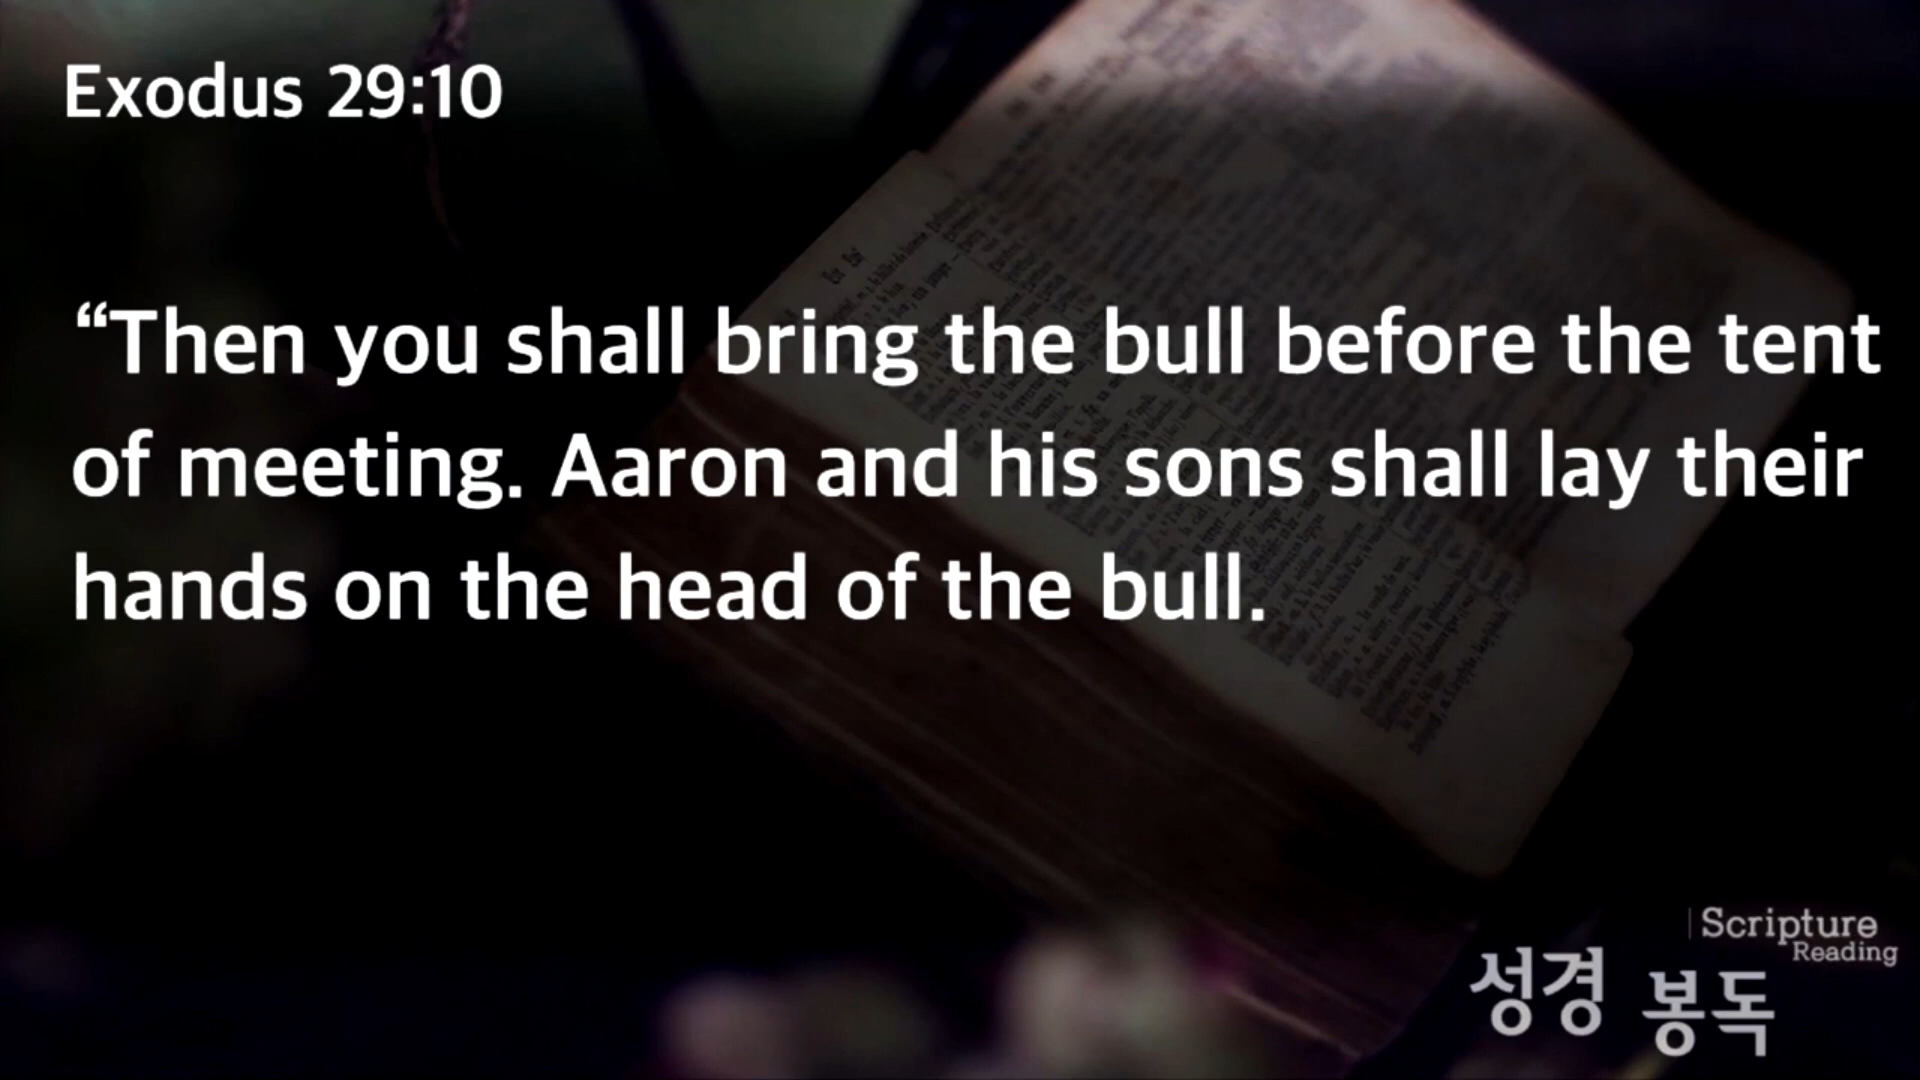 Exodus 29:10
“Then you shall bring the bull before the tent
of meeting. Aaron and his sons shall lay their
hands on the head of the bull.
Scripture
Reading
성경 봉독